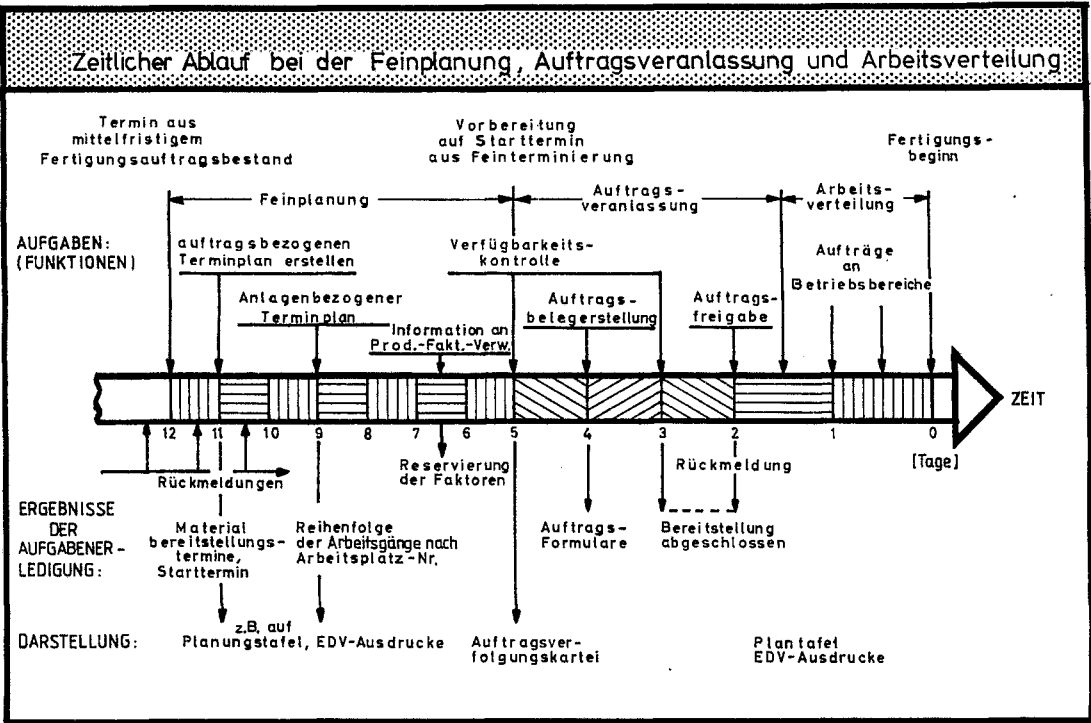 Zeitlicher Ablauf bei der Feinplanung, Auftragsveranlassung und Arbeitsverteilung
Termin aus
mittelfristigem
Fertigungsauftragsbestand
Vorbereitung
auf Starttermin
aus Feinterminierung
Fertigungs-
beginn
Feinplanung
Auftrags-
veranlassung
Arbeits-
verteilung
AUFGABEN:
(FUNKTIONEN)
auftragsbezogenen
Terminplan erstellen
Verfügbarkeits-
kontrolle
Aufträge
an
Betriebsbereiche
Anlagenbezogener
Terminplan
Information an
Prod.-Fakt.-Verw.
Auftrags-
belegerstellung
Auftrags-
freigabe
ZEIT
12 11 10 9 8 7 6 5 4 3 2 1 0
[Tage]
Rückmeldungen
Reservierung
der Faktoren
Rückmeldung
ERGEBNISSE
DER
AUFGABENER-
LEDIGUNG:
Material
bereitstellungs-
termine,
Starttermin
Reihenfolge
der Arbeitsgänge nach
Arbeitsplatz-Nr.
Auftrags-
Formulare
Bereitstellung
abgeschlossen
DARSTELLUNG:
z.B. auf
Planungstafel, EDV-Ausdrucke
Auftragsver-
folgungskartei
Plantafel
EDV-Ausdrucke